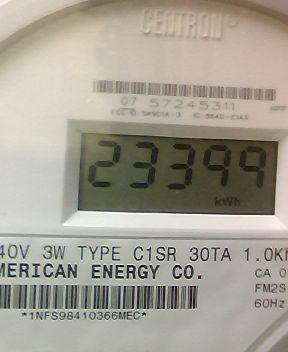 CENTRON
07 57245311
23399
kWh
40V 3W TYPE C1SR 30TA 1.0Kh
MERICAN ENERGY CO.
CA 0
FM2S
60Hz
*1NFS98410366MEC*